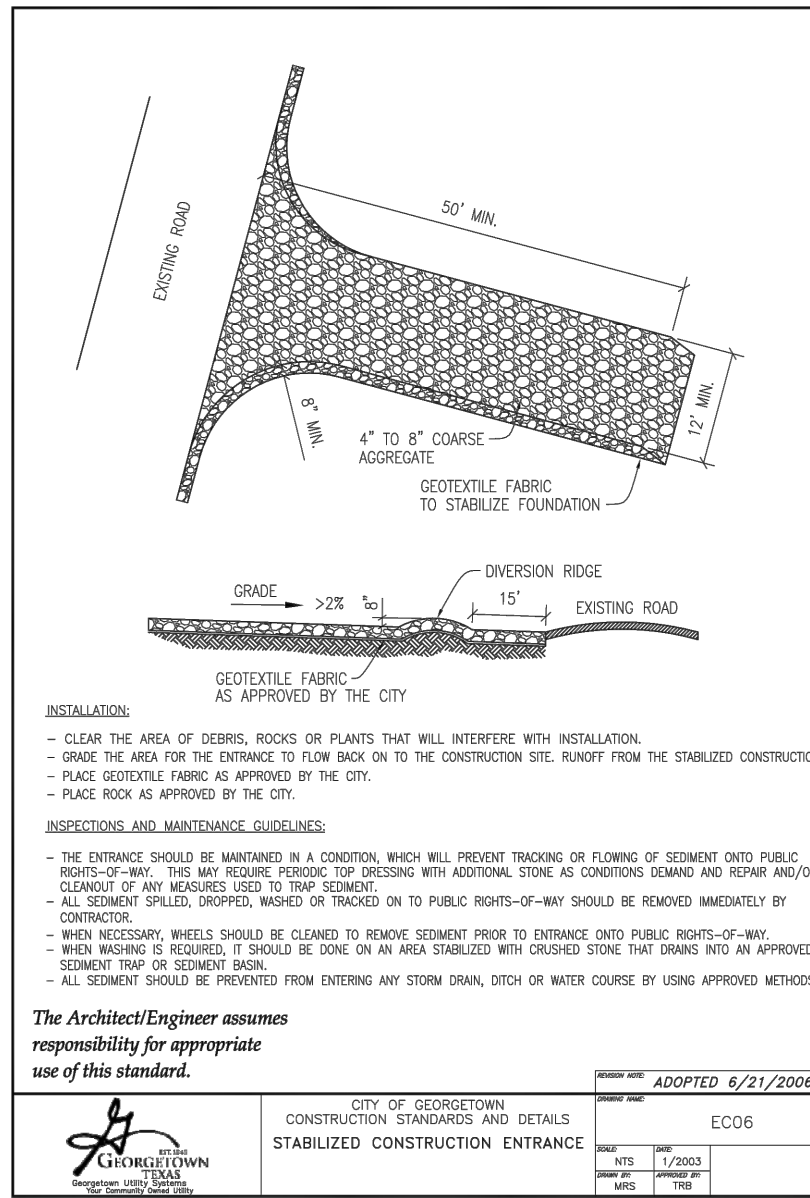 50' MIN.
EXISTING ROAD
8" MIN.
12' MIN.
4" TO 8" COARSE
AGGREGATE
GEOTEXTILE FABRIC
TO STABILIZE FOUNDATION
DIVERSION RIDGE
GRADE
>2%
8"
15'
EXISTING ROAD
GEOTEXTILE FABRIC
AS APPROVED BY THE CITY
INSTALLATION:
– CLEAR THE AREA OF DEBRIS, ROCKS OR PLANTS THAT WILL INTERFERE WITH INSTALLATION.
– GRADE THE AREA FOR THE ENTRANCE TO FLOW BACK ON TO THE CONSTRUCTION SITE. RUNOFF FROM THE STABILIZED CONSTRUCTIO
– PLACE GEOTEXTILE FABRIC AS APPROVED BY THE CITY.
– PLACE ROCK AS APPROVED BY THE CITY.
INSPECTIONS AND MAINTENANCE GUIDELINES:
– THE ENTRANCE SHOULD BE MAINTAINED IN A CONDITION, WHICH WILL PREVENT TRACKING OR FLOWING OF SEDIMENT ONTO PUBLIC
RIGHTS–OF–WAY. THIS MAY REQUIRE PERIODIC TOP DRESSING WITH ADDITIONAL STONE AS CONDITIONS DEMAND AND REPAIR AND/O
CLEANOUT OF ANY MEASURES USED TO TRAP SEDIMENT.
– ALL SEDIMENT SPILLED, DROPPED, WASHED OR TRACKED ON TO PUBLIC RIGHTS–OF–WAY SHOULD BE REMOVED IMMEDIATELY BY
CONTRACTOR.
– WHEN NECESSARY, WHEELS SHOULD BE CLEANED TO REMOVE SEDIMENT PRIOR TO ENTRANCE ONTO PUBLIC RIGHTS–OF–WAY.
– WHEN WASHING IS REQUIRED, IT SHOULD BE DONE ON AN AREA STABILIZED WITH CRUSHED STONE THAT DRAINS INTO AN APPROVED
SEDIMENT TRAP OR SEDIMENT BASIN.
– ALL SEDIMENT SHOULD BE PREVENTED FROM ENTERING ANY STORM DRAIN, DITCH OR WATER COURSE BY USING APPROVED METHODS
The Architect/Engineer assumes
responsibility for appropriate
use of this standard.
REVISION NOTE:
ADOPTED 6/21/2006
G
EST. 1848
GEORGETOWN
TEXAS
Georgetown Utility Systems
Your Community Owned Utility
CITY OF GEORGETOWN
CONSTRUCTION STANDARDS AND DETAILS
STABILIZED CONSTRUCTION ENTRANCE
DRAWING NAME:
EC06
SCALE:
NTS
DATE:
1/2003
DRAWN BY:
MRS
APPROVED BY:
TRB